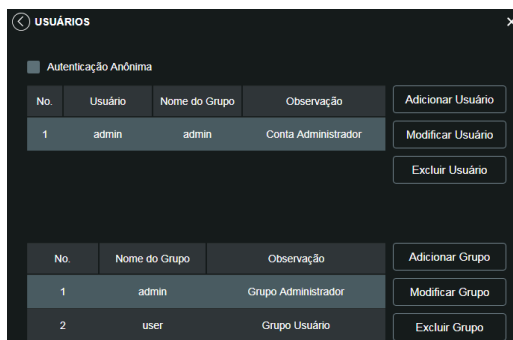 USUÁRIOS
Autenticação Anônima
No. Usuário Nome do Grupo Observação Adicionar Usuário
1 admin admin Conta Administrador Modificar Usuário
Excluir Usuário
No. Nome do Grupo Observação Adicionar Grupo
1 admin Grupo Administrador Modificar Grupo
2 user Grupo Usuário Excluir Grupo